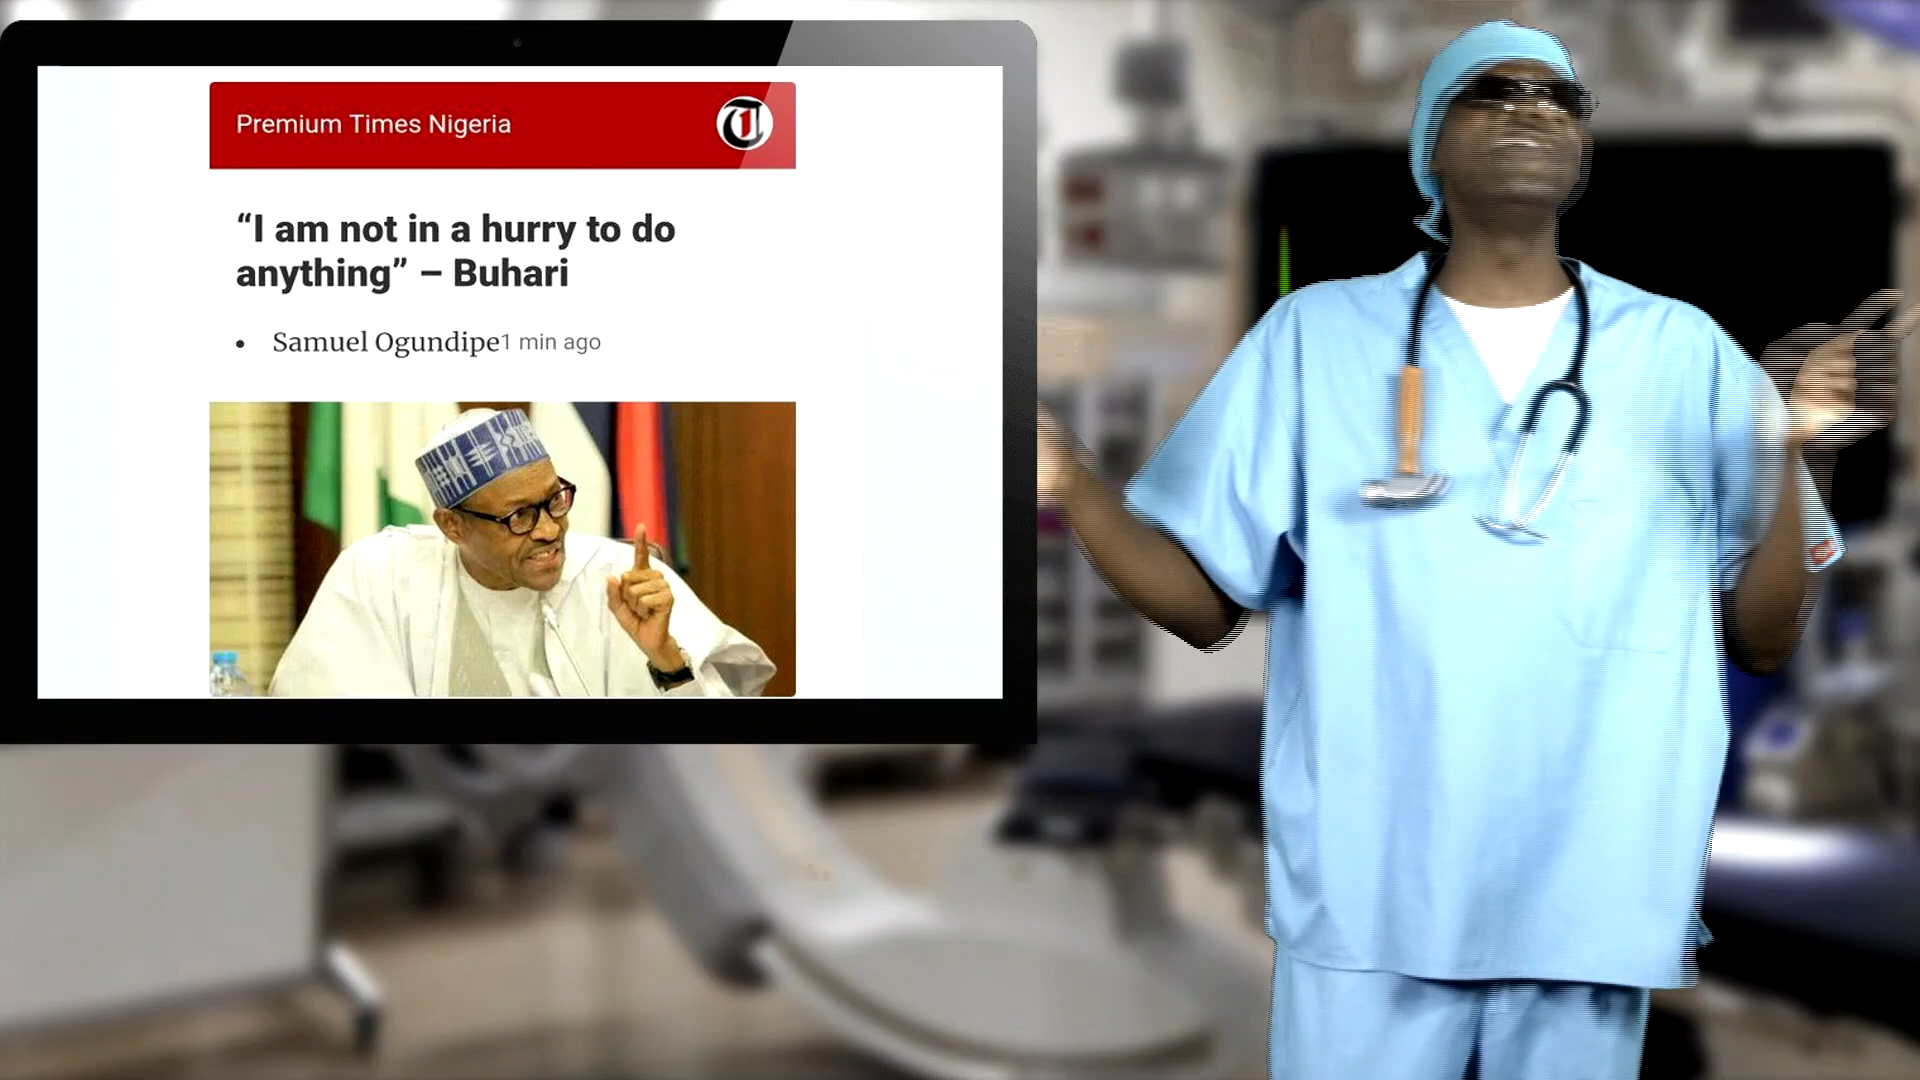 Premium Times Nigeria
“I am not in a hurry to do
anything” – Buhari
• Samuel Ogundipe1 min ago